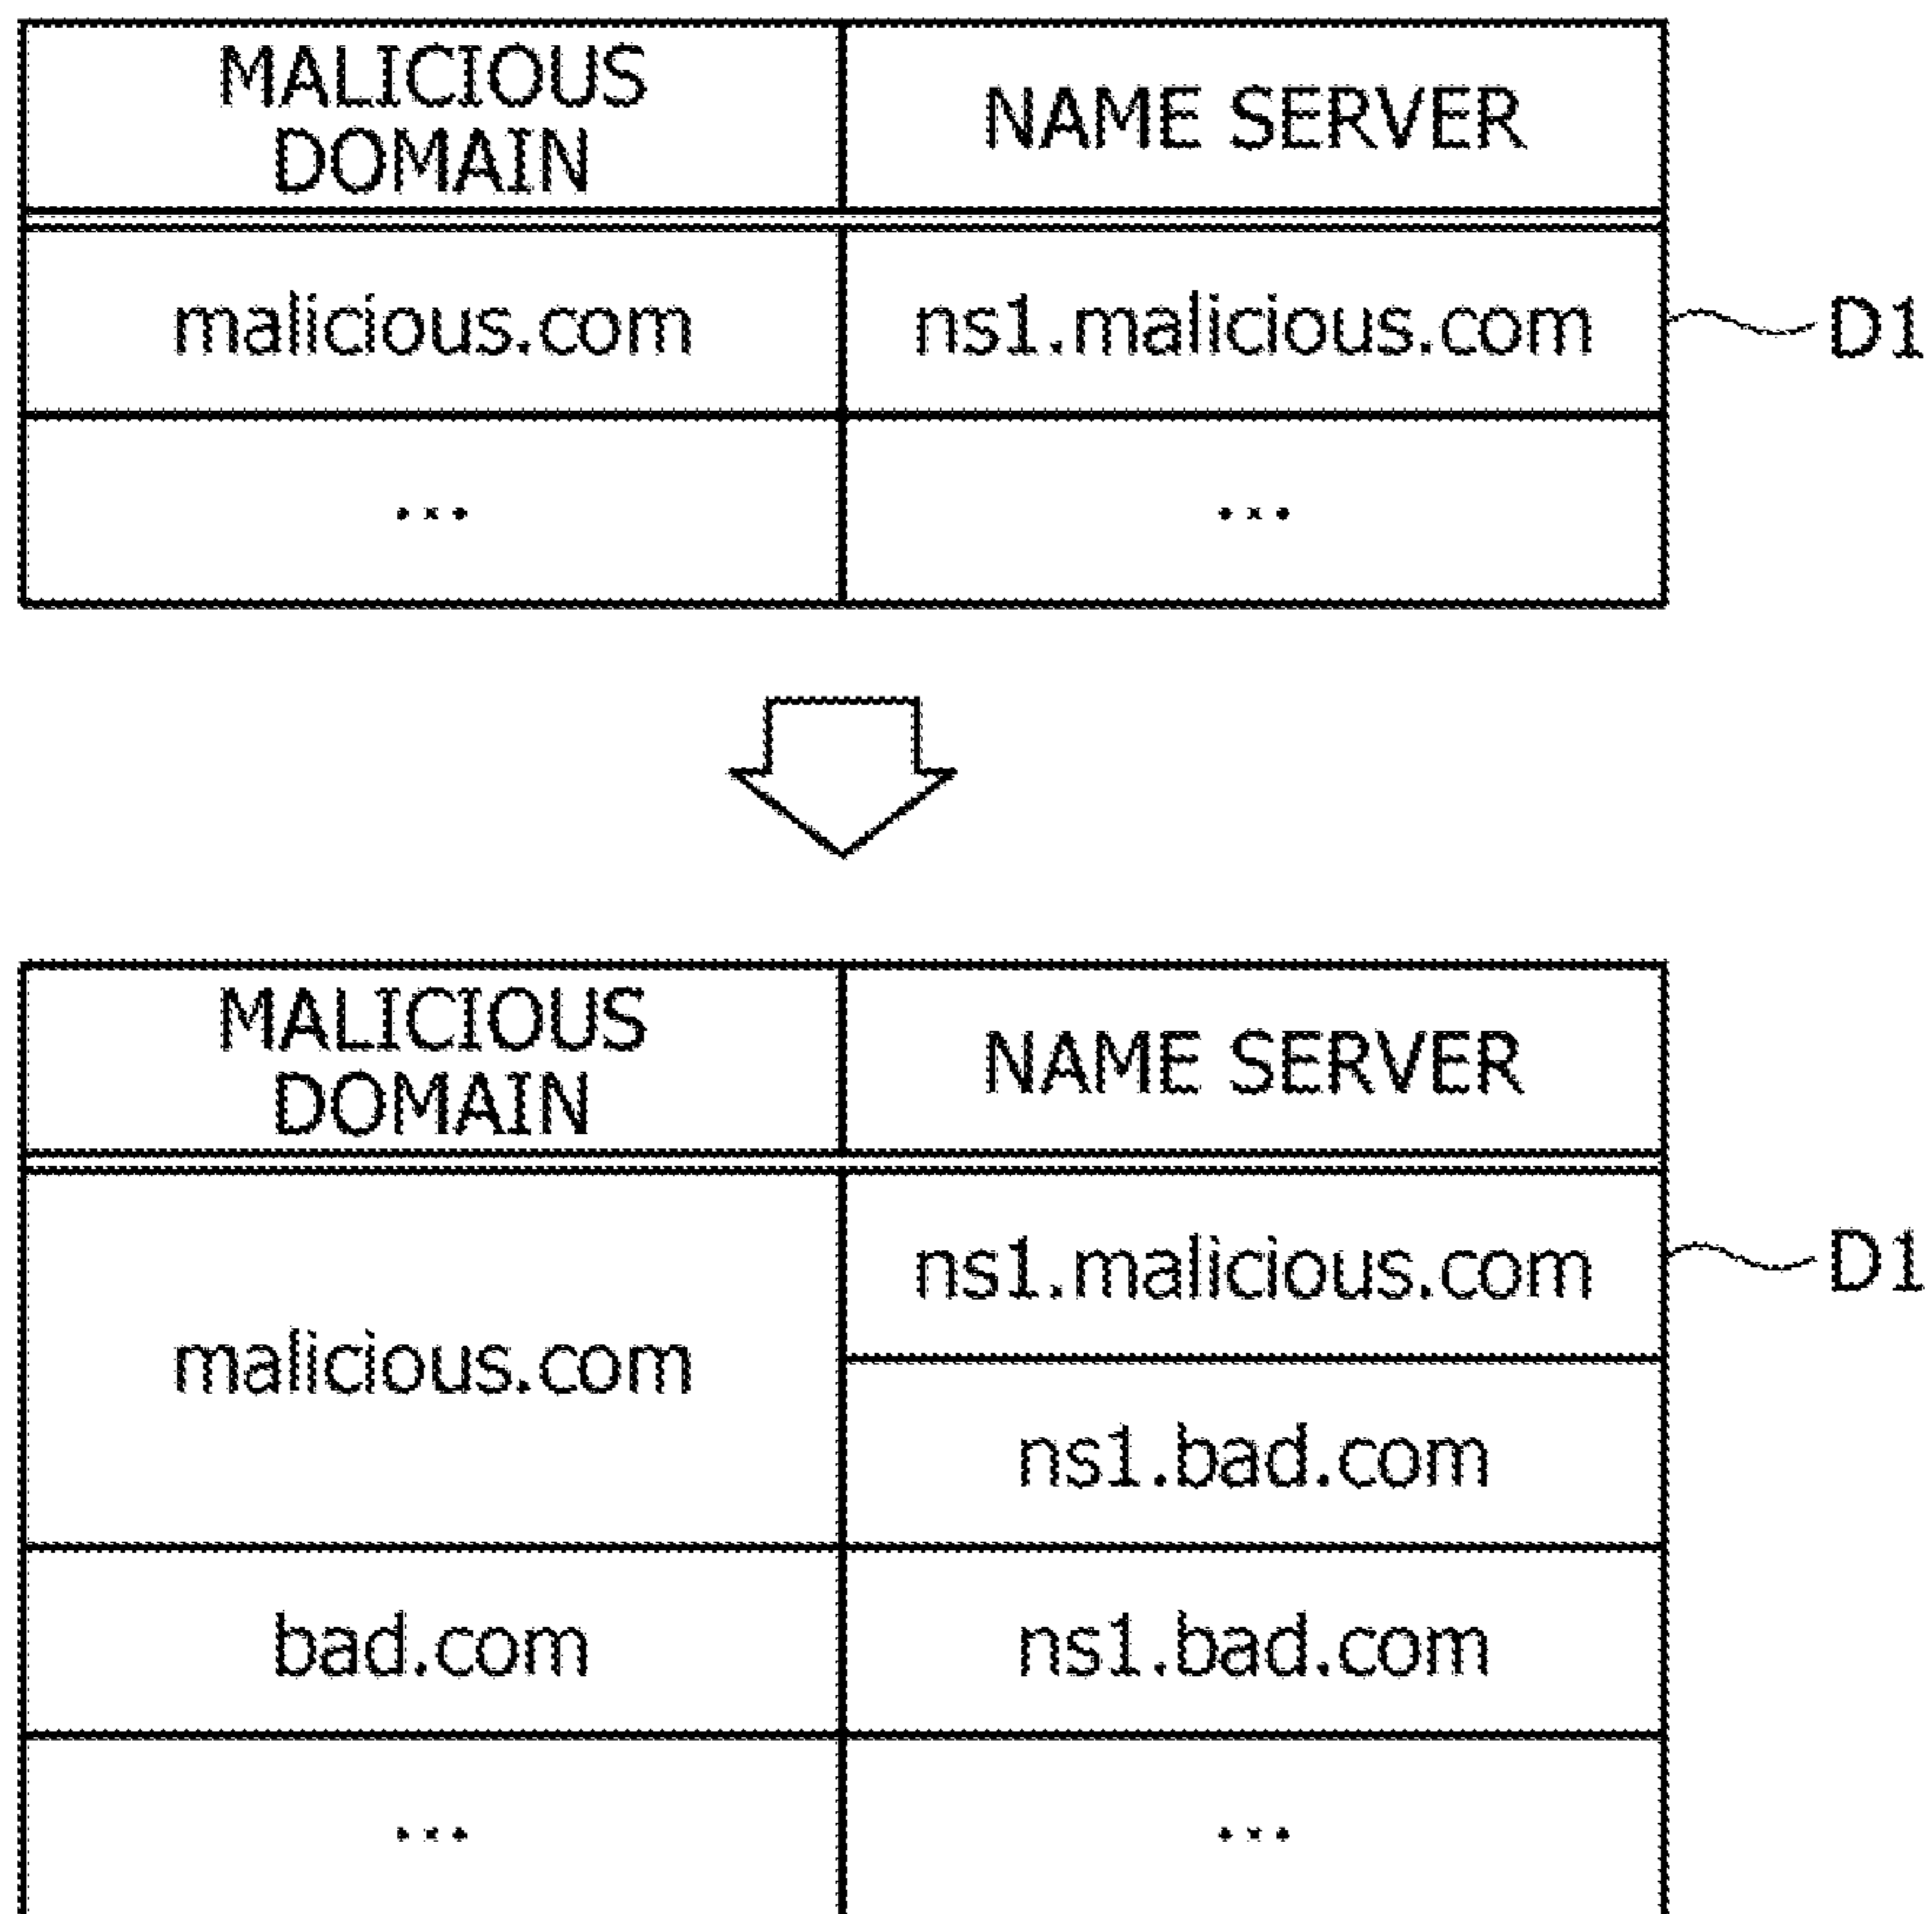 MALICIOUS
DOMAIN
NAME SERVER
malicious.com
ns1.malicious.com
D1
...
...
MALICIOUS
DOMAIN
NAME SERVER
malicious.com
ns1.malicious.com
D1
ns1.bad.com
bad.com
ns1.bad.com
...
...